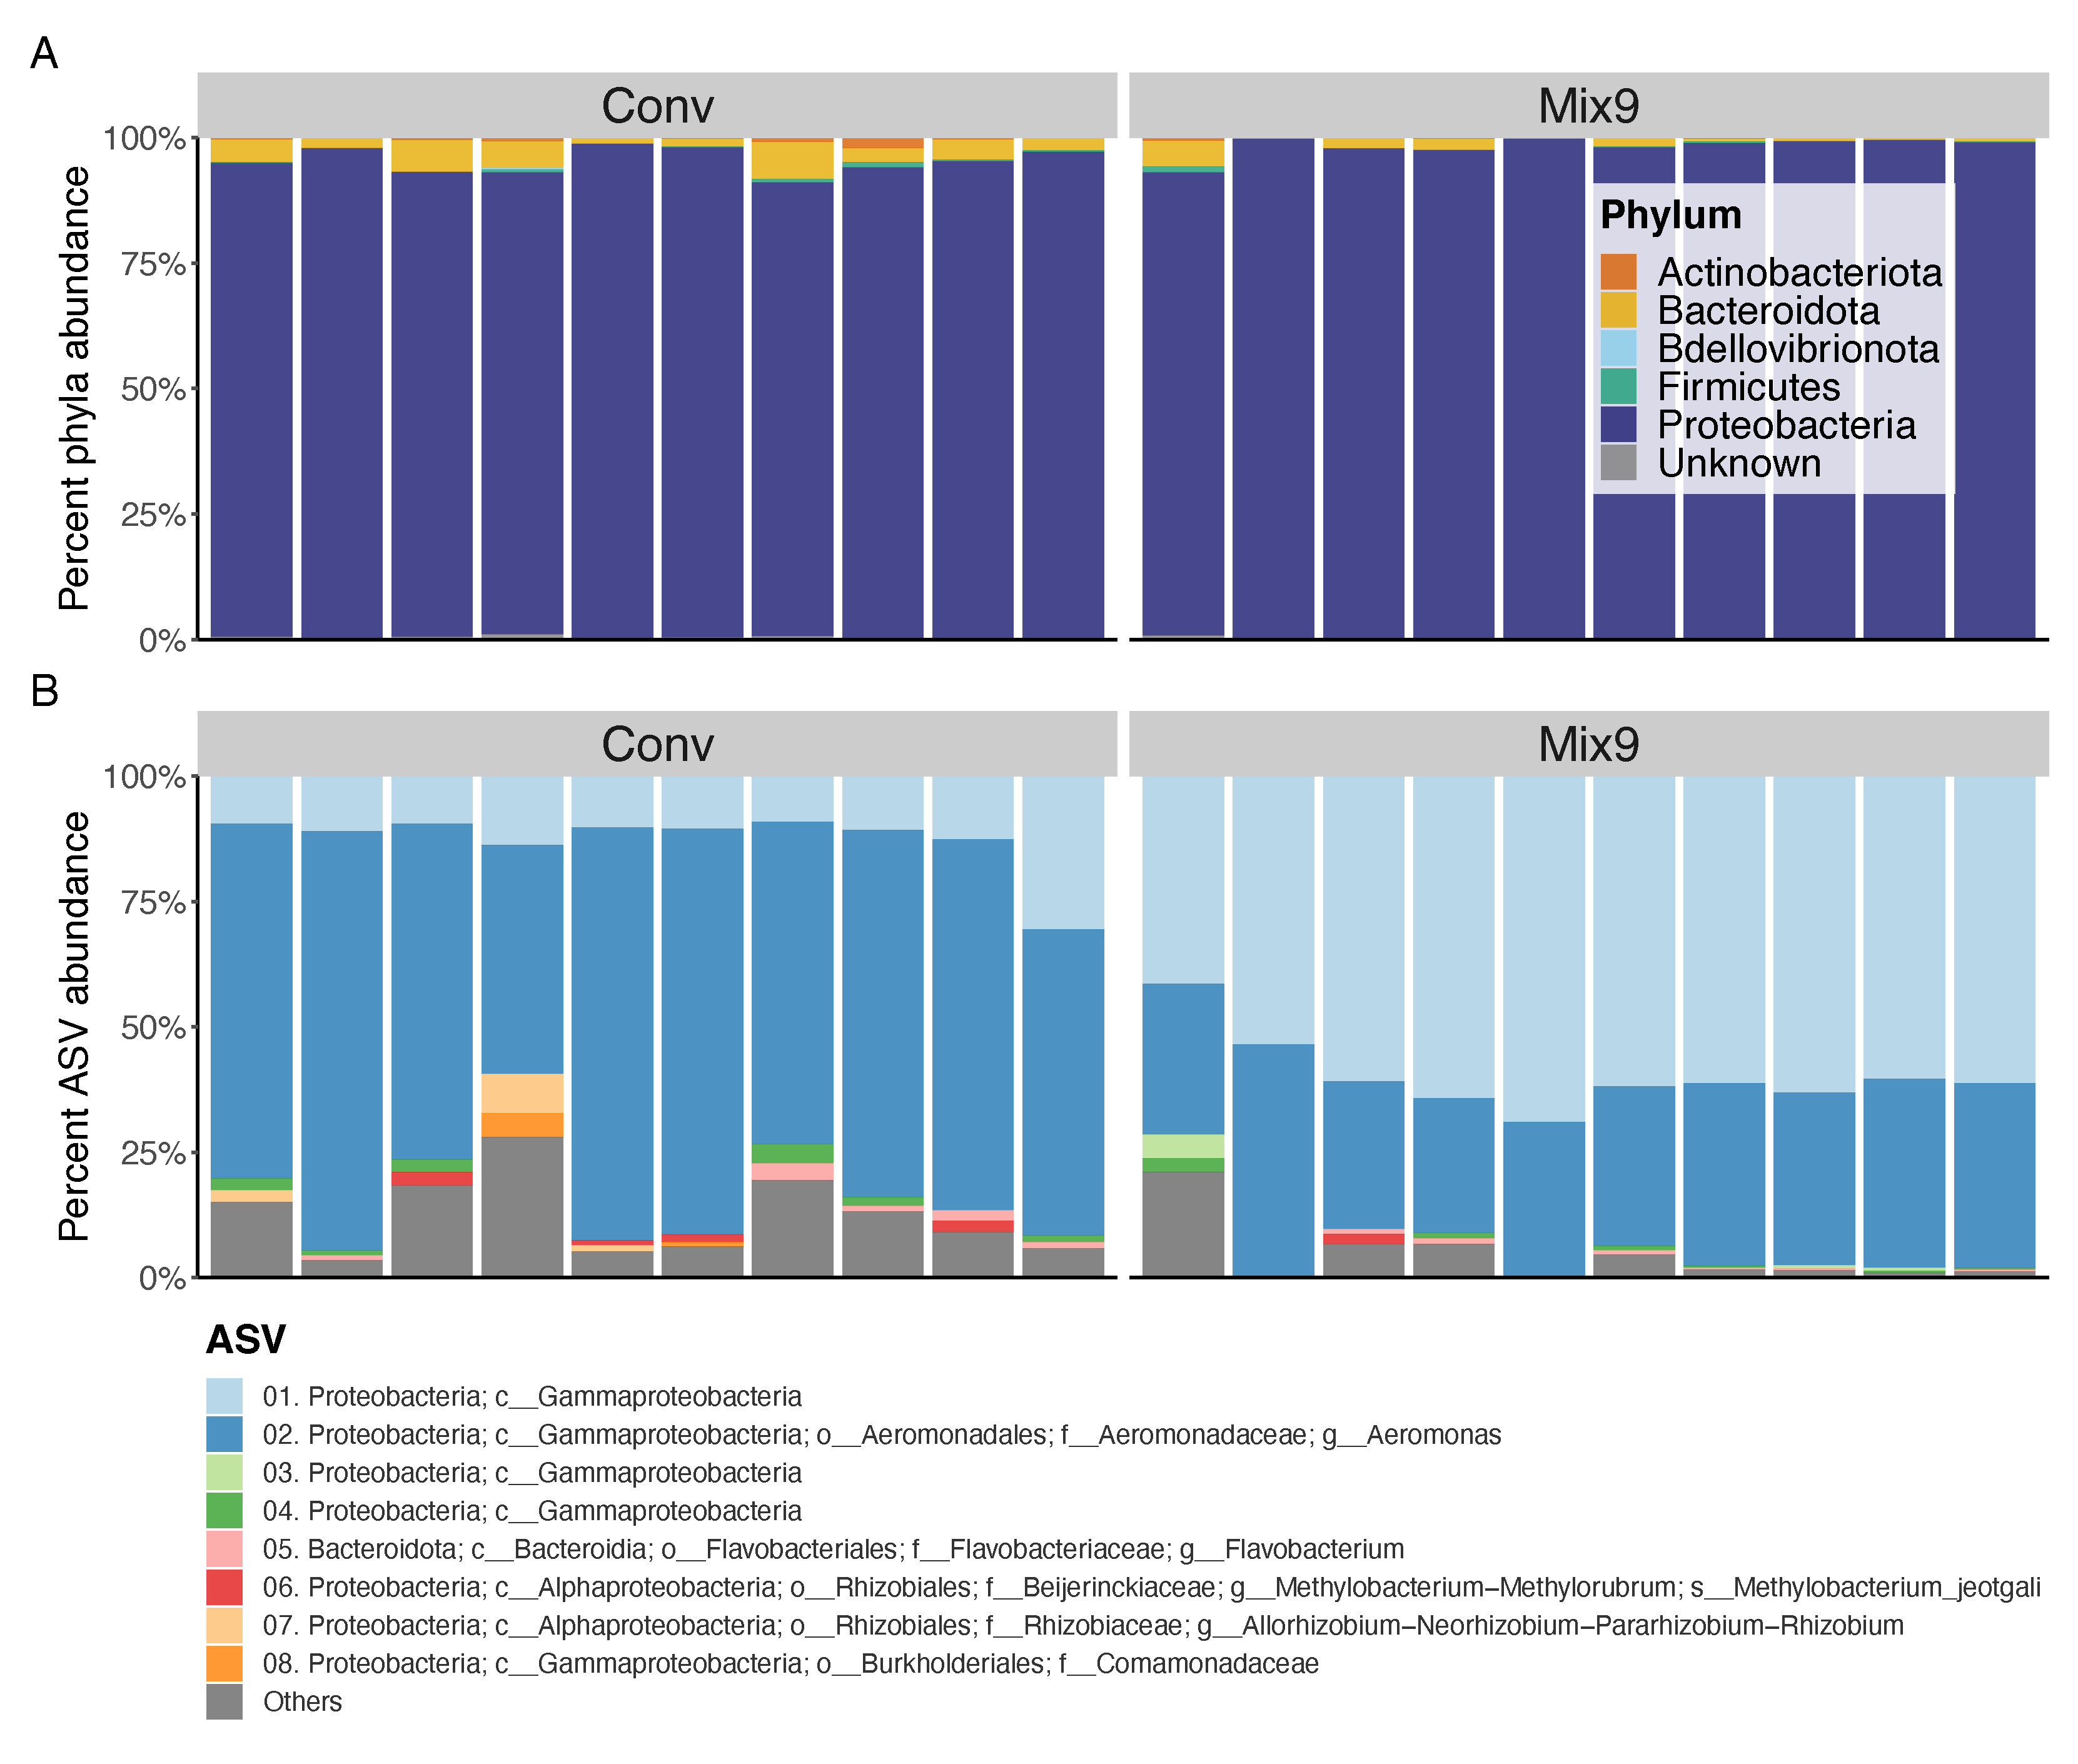 A
Conv
Mix9
Percent phyla abundance
100%
75%
50%
25%
0%
Phylum
Actinobacteriota
Bacteroidota
Bdellovibrionota
Firmicutes
Proteobacteria
Unknown
B
Conv
Mix9
Percent ASV abundance
100%
75%
50%
25%
0%
ASV
01. Proteobacteria; c__Gammaproteobacteria
02. Proteobacteria; c__Gammaproteobacteria; o__Aeromonadales; f__Aeromonadaceae; g__Aeromonas
03. Proteobacteria; c__Gammaproteobacteria
04. Proteobacteria; c__Gammaproteobacteria
05. Bacteroidota; c__Bacteroidia; o__Flavobacteriales; f__Flavobacteriaceae; g__Flavobacterium
06. Proteobacteria; c__Alphaproteobacteria; o__Rhizobiales; f__Beijerinckiaceae; g__Methylobacterium−Methylorubrum; s__Methylobacterium_jeotgali
07. Proteobacteria; c__Alphaproteobacteria; o__Rhizobiales; f__Rhizobiaceae; g__Allorhizobium−Neorhizobium−Pararhizobium−Rhizobium
08. Proteobacteria; c__Gammaproteobacteria; o__Burkholderiales; f__Comamonadaceae
Others